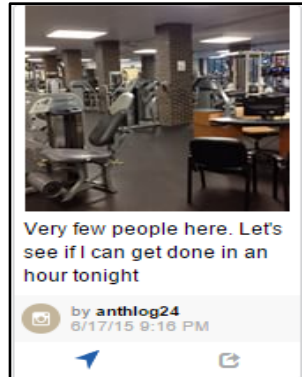 Very few people here. Let's
see if I can get done in an
hour tonight
by anthlog24
6/17/15 9:16 PM